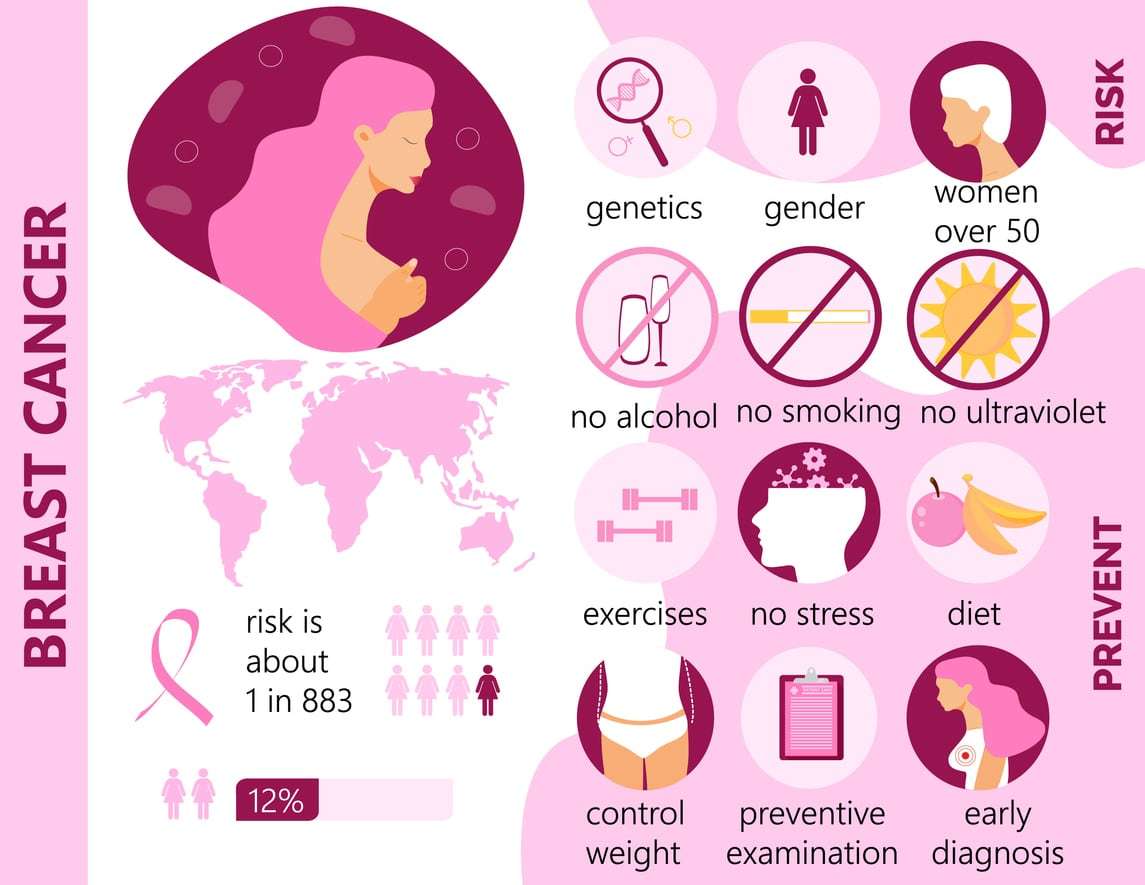 BREAST CANCER
RISK
genetics
gender
women
over 50
no alcohol
no smoking
no ultraviolet
PREVENT
exercises
no stress
diet
control
weight
preventive
examination
early
diagnosis
risk is
about
1 in 883
12%